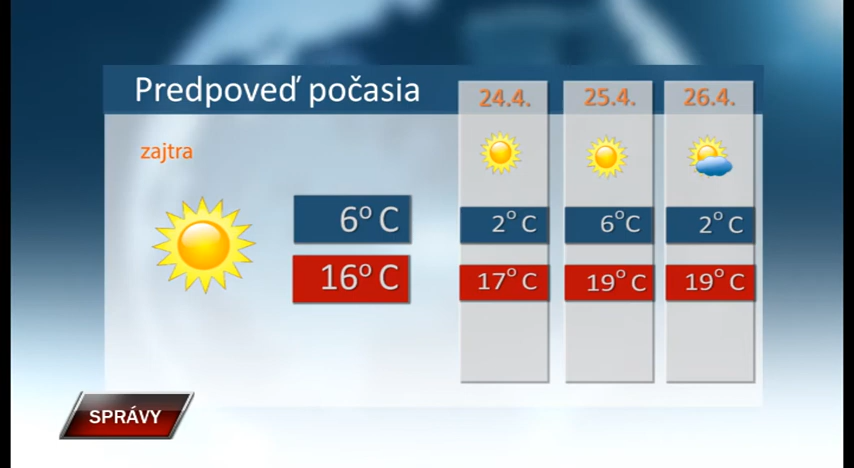 Predpoveď počasia
zajtra
6°C
16°C
24.4.
2°C
17°C
25.4.
6°C
19°C
26.4.
2°C
19°C
SPRÁVY